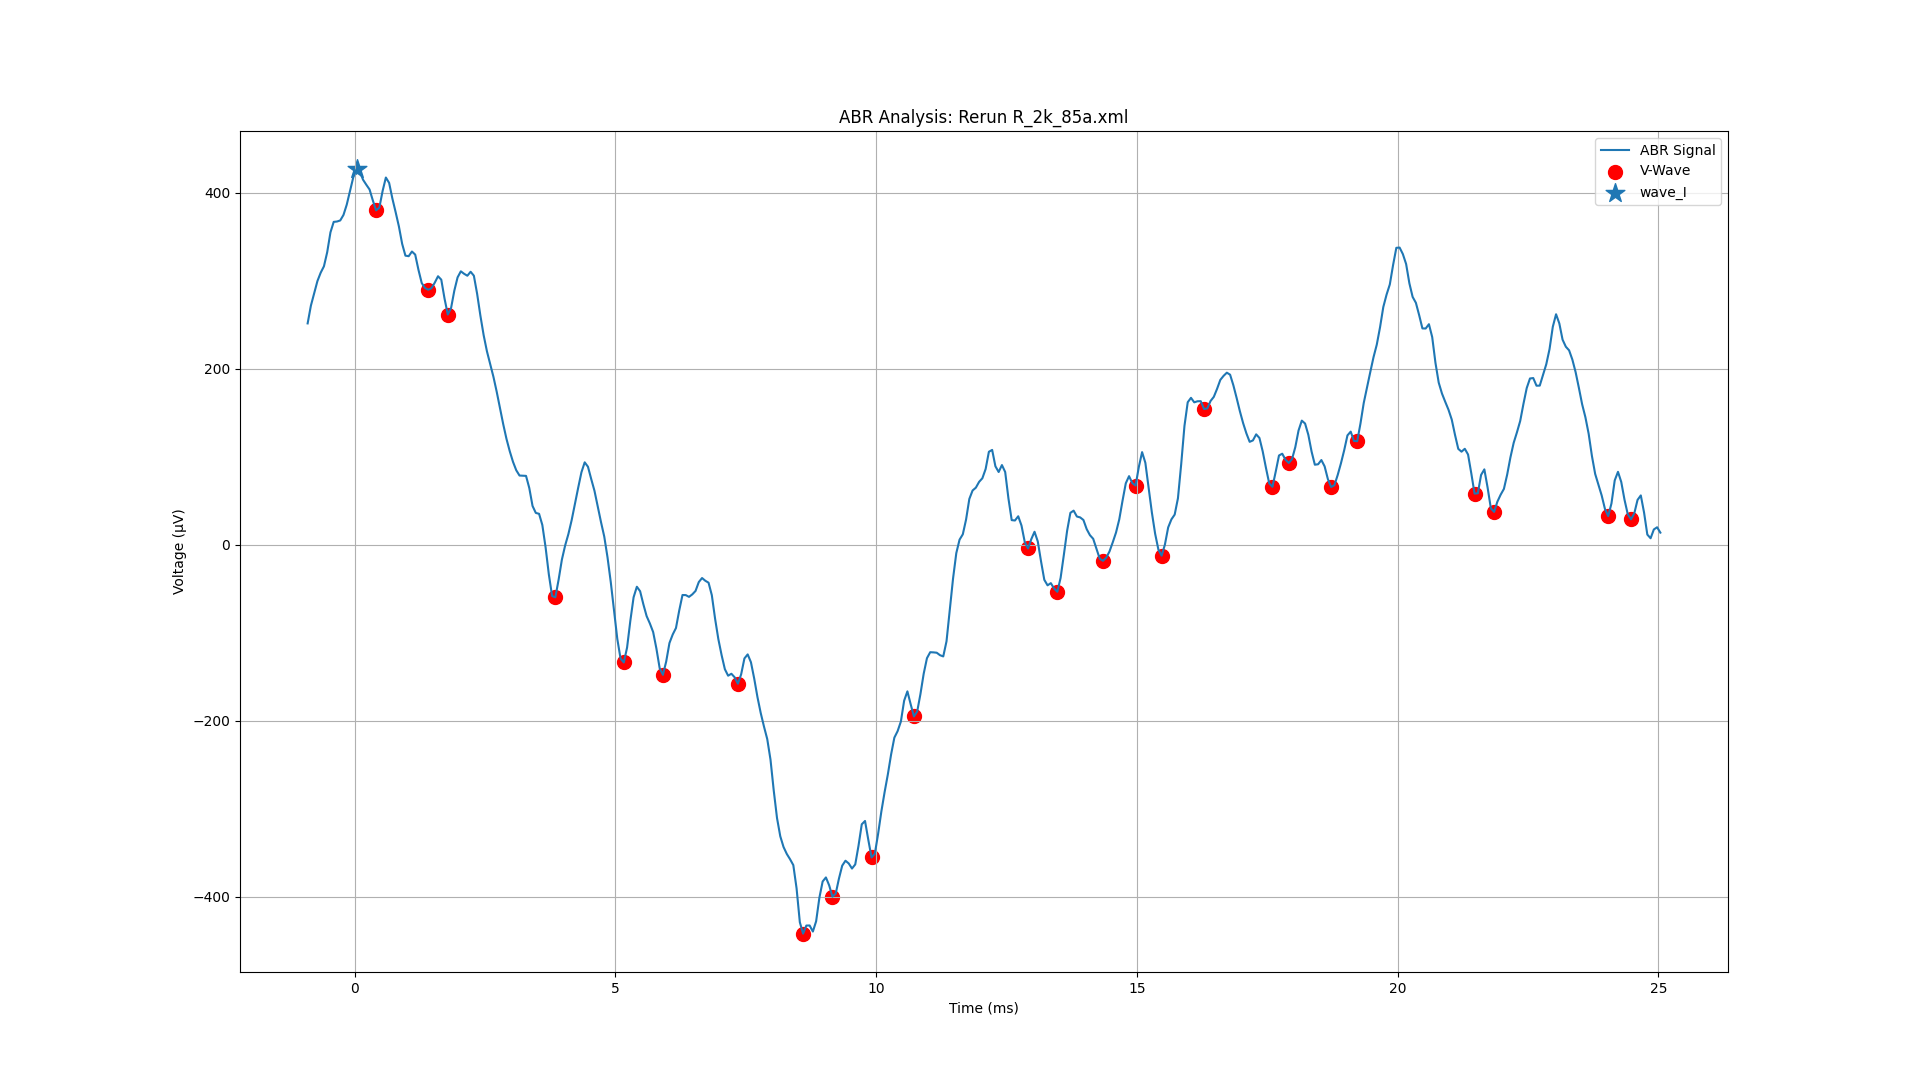 ABR Analysis: Rerun R_2k_85a.xml
ABR Signal
V-Wave
wave_I
400
200
0
−200
−400
Voltage (µV)
0 5 10 15 20 25
Time (ms)